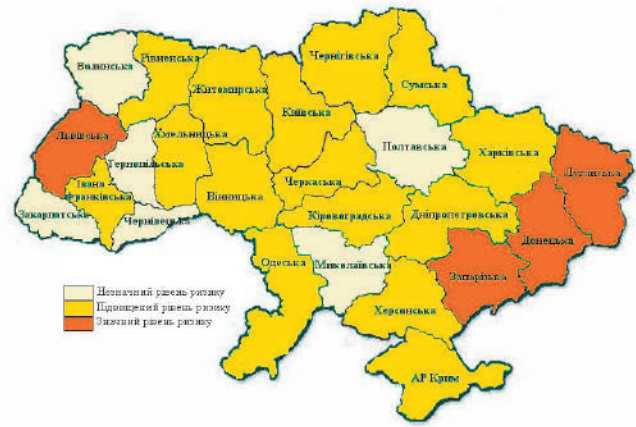 Волинська
Рівненська
Житомирська
Київська
Чернігівська
Сумська
Львівська
Тернопільська
Хмельницька
Полтавська
Харківська
Луганська
Івано
Франківська
Закарпатська
Чернівецька
Вінницька
Черкаська
Кіровоградська
Дніпропетровська
Донецька
Одеська
Миколаївська
Запорізька
Херсонська
АР Крим
Незначний рівень ризику
Підвищений рівень ризику
Значний рівень ризику